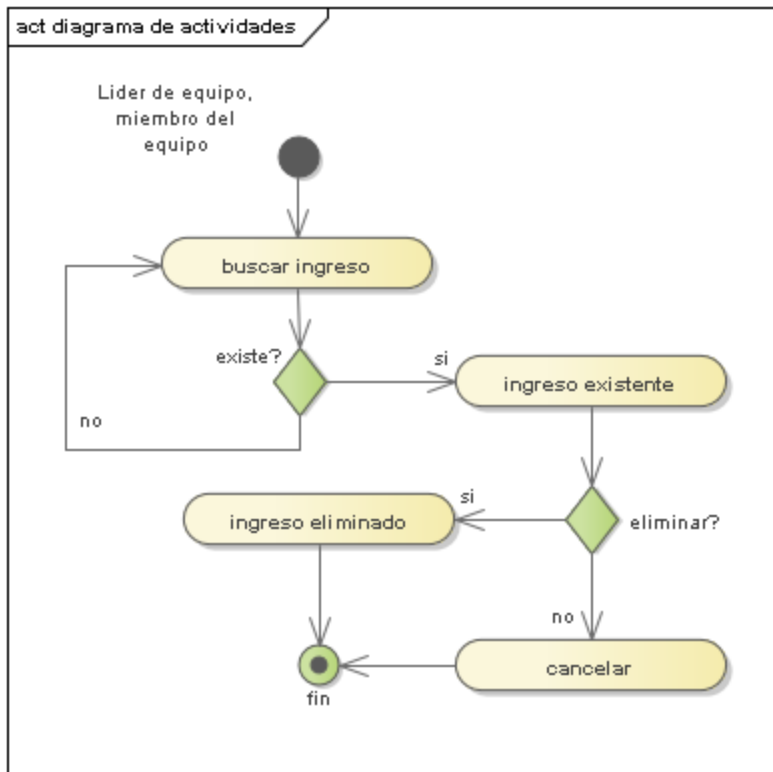 act diagrama de actividades
Lider de equipo,
miembro del
equipo
buscar ingreso
existe?
si
ingreso existente
no
si
ingreso eliminado
eliminar?
no
cancelar
fin